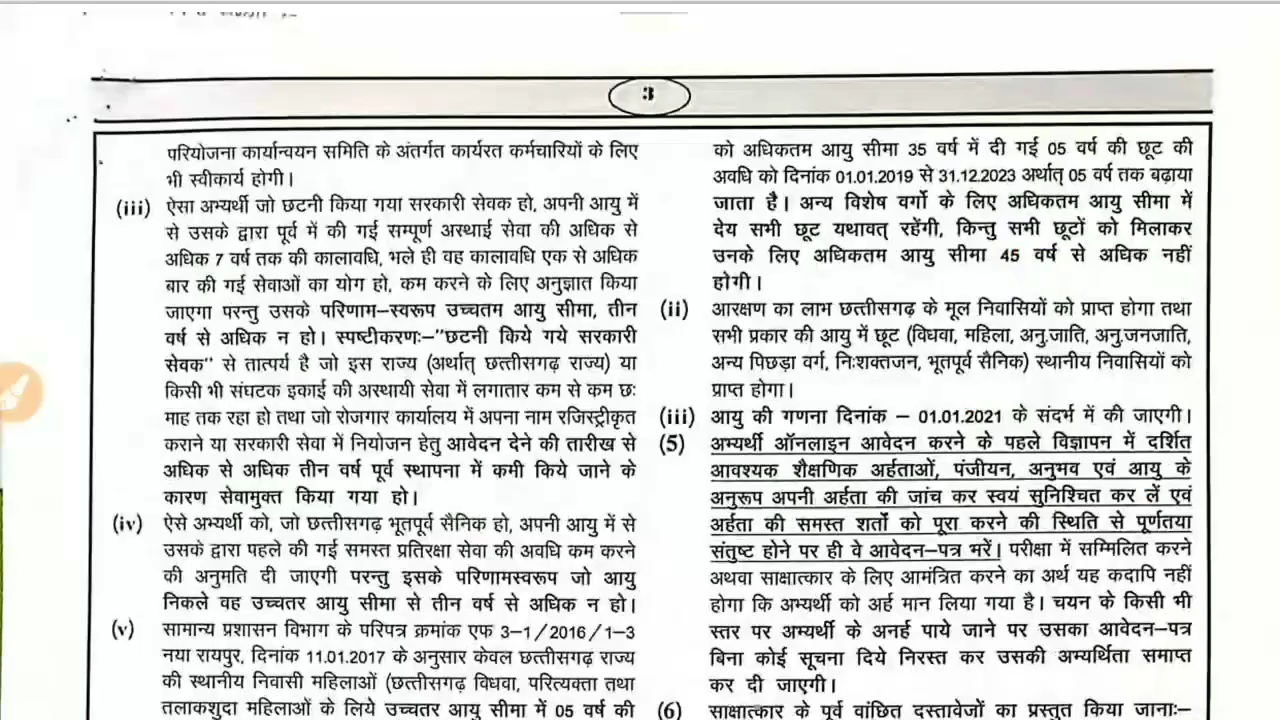 3
परियोजना कार्यान्वयन समिति के अंतर्गत कार्यरत कर्मचारियों के लिए
भी स्वीकार्य होगी।
(iii) ऐसा अभ्यर्थी जो छटनी किया गया सरकारी सेवक हो, अपनी आयु में
से उसके द्वारा पूर्व में की गई सम्पूर्ण अस्थाई सेवा की अधिक से
अधिक 7 वर्ष तक की कालावधि, भले ही वह कालावधि एक से अधिक
बार की गई सेवाओं का योग हो, कम करने के लिए अनुज्ञात किया
जाएगा परन्तु उसके परिणाम–स्वरूप उच्चतम आयु सीमा, तीन
वर्ष से अधिक न हो। स्पष्टीकरणः–"छटनी किये गये सरकारी
सेवक" से तात्पर्य है जो इस राज्य (अर्थात् छत्तीसगढ़ राज्य) या
किसी भी संघटक इकाई की अस्थायी सेवा में लगातार कम से कम छः
माह तक रहा हो तथा जो रोजगार कार्यालय में अपना नाम रजिस्ट्रीकृत
कराने या सरकारी सेवा में नियोजन हेतु आवेदन देने की तारीख से
अधिक से अधिक तीन वर्ष पूर्व स्थापना में कमी किये जाने के
कारण सेवामुक्त किया गया हो।
(iv) ऐसे अभ्यर्थी को, जो छत्तीसगढ़ भूतपूर्व सैनिक हो, अपनी आयु में से
उसके द्वारा पहले की गई समस्त प्रतिरक्षा सेवा की अवधि कम करने
की अनुमति दी जाएगी परन्तु इसके परिणामस्वरूप जो आयु
निकले वह उच्चतर आयु सीमा से तीन वर्ष से अधिक न हो।
(v) सामान्य प्रशासन विभाग के परिपत्र क्रमांक एफ 3–1/2016/1–3
नया रायपुर, दिनांक 11.01.2017 के अनुसार केवल छत्तीसगढ़ राज्य
की स्थानीय निवासी महिलाओं (छत्तीसगढ़ विधवा, परित्यक्ता तथा
तलाकशुदा महिलाओं के लिये उच्चतर आयु सीमा में 05 वर्ष की
को अधिकतम आयु सीमा 35 वर्ष में दी गई 05 वर्ष की छूट की
अवधि को दिनांक 01.01.2019 से 31.12.2023 अर्थात् 05 वर्ष तक बढ़ाया
जाता है। अन्य विशेष वर्गो के लिए अधिकतम आयु सीमा में
देय सभी छूट यथावत् रहेंगी, किन्तु सभी छूटों को मिलाकर
उनके लिए अधिकतम आयु सीमा 45 वर्ष से अधिक नहीं
होगी।
(ii) आरक्षण का लाभ छत्तीसगढ़ के मूल निवासियों को प्राप्त होगा तथा
सभी प्रकार की आयु में छूट (विधवा, महिला, अनु.जाति, अनु.जनजाति,
अन्य पिछड़ा वर्ग, निःशक्तजन, भूतपूर्व सैनिक) स्थानीय निवासियों को
प्राप्त होगा।
(iii) आयु की गणना दिनांक – 01.01.2021 के संदर्भ में की जाएगी।
(5) अभ्यर्थी ऑनलाइन आवेदन करने के पहले विज्ञापन में दर्शित
आवश्यक शैक्षणिक अर्हताओं, पंजीयन, अनुभव एवं आयु के
अनुरूप अपनी अर्हता की जांच कर स्वयं सुनिश्चित कर लें एवं
अर्हता की समस्त शर्तों को पूरा करने की स्थिति से पूर्णतया
संतुष्ट होने पर ही वे आवेदन–पत्र भरें। परीक्षा में सम्मिलित करने
अथवा साक्षात्कार के लिए आमंत्रित करने का अर्थ यह कदापि नहीं
होगा कि अभ्यर्थी को अर्ह मान लिया गया है। चयन के किसी भी
स्तर पर अभ्यर्थी के अनर्ह पाये जाने पर उसका आवेदन–पत्र
बिना कोई सूचना दिये निरस्त कर उसकी अभ्यर्थिता समाप्त
कर दी जाएगी।
(6) साक्षात्कार के पूर्व वांछित दस्तावेजों का प्रस्तुत किया जानाः–